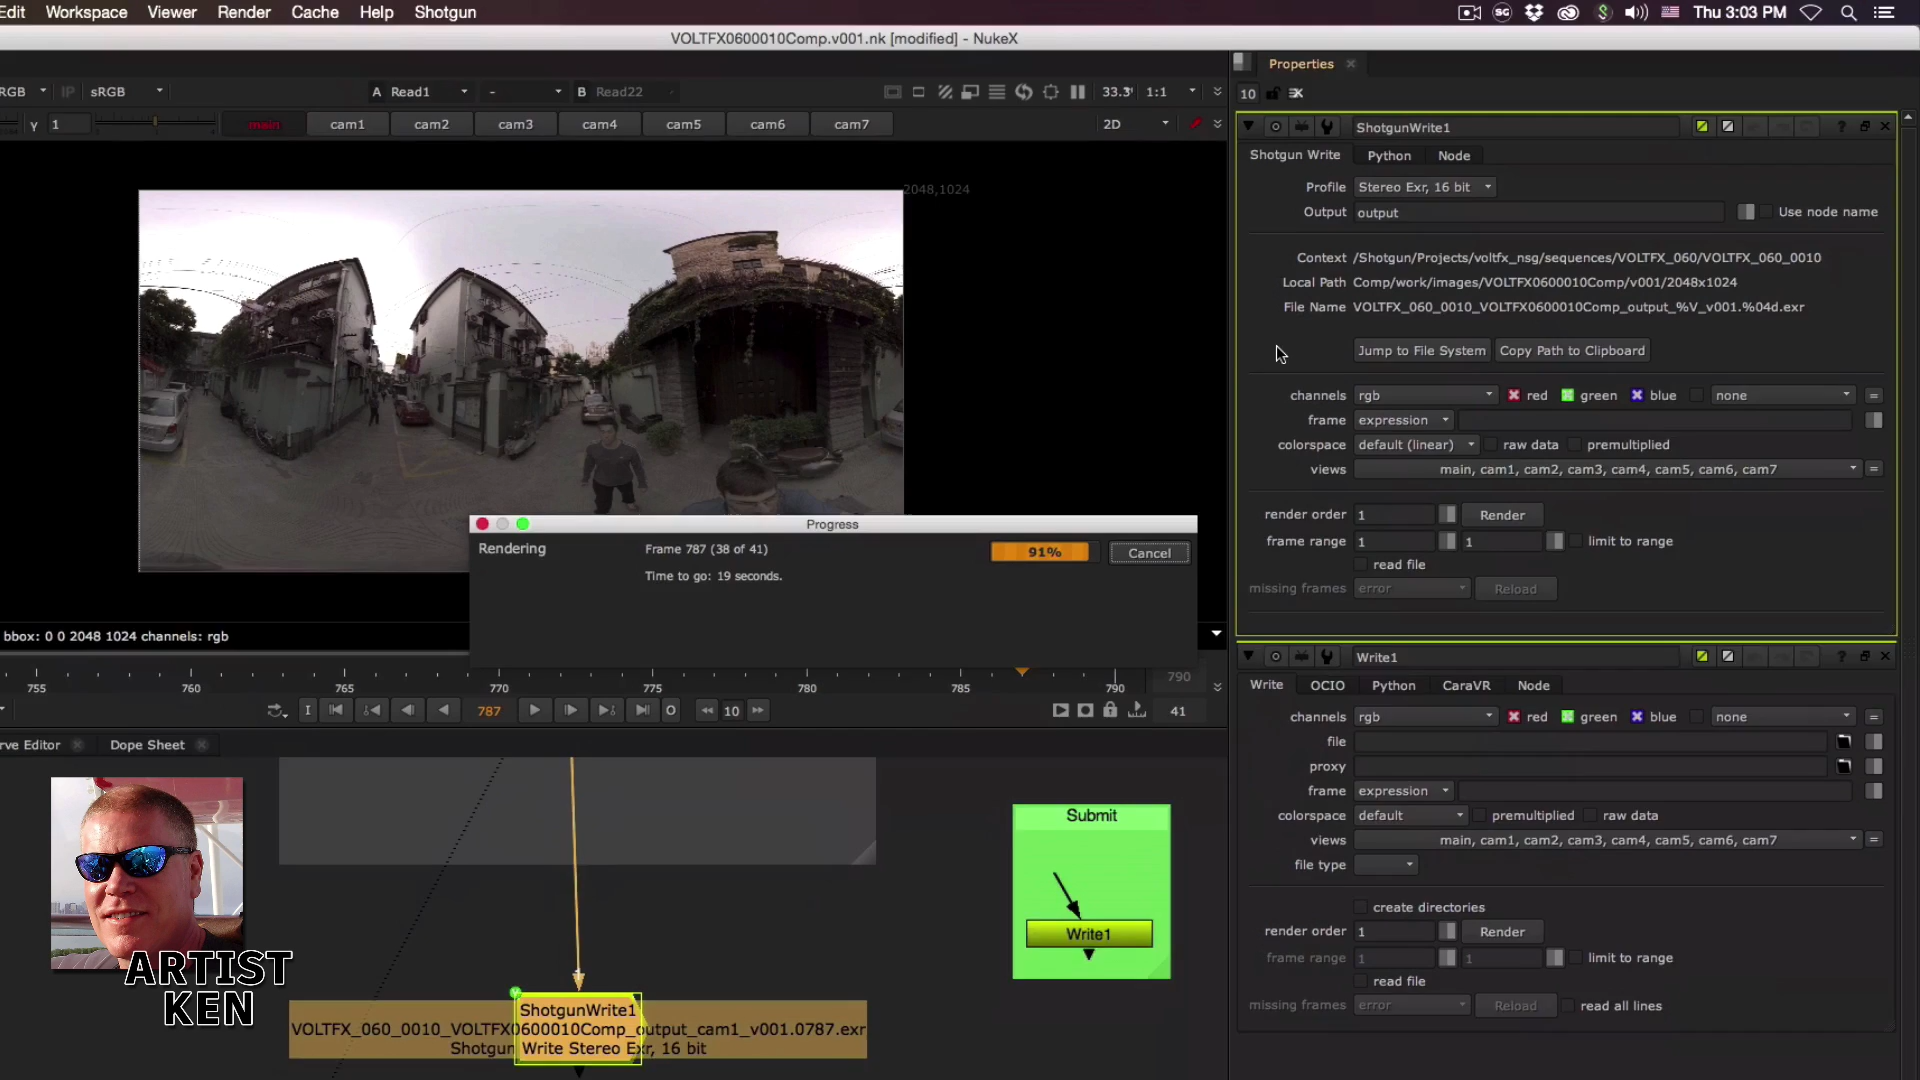 Edit Workspace Viewer Render Cache Help Shotgun Thu 3:03 PM
VOLTFX0600010Comp.v001.nk [modified] - NukeX
Properties
RGB IP sRGB A Read1 - B Read22 33.3 1:1
10
γ 1 main cam1 cam2 cam3 cam4 cam5 cam6 cam7 2D
2048,1024
ShotgunWrite1
Shotgun Write Python Node
Profile Stereo Exr, 16 bit
Output output Use node name
Context /Shotgun/Projects/voltfx_nsg/sequences/VOLTFX_060/VOLTFX_060_0010
Local Path Comp/work/images/VOLTFX0600010Comp/v001/2048x1024
File Name VOLTFX_060_0010_VOLTFX0600010Comp_output_%V_v001.%04d.exr
Jump to File System Copy Path to Clipboard
channels rgb red green blue none =
frame expression
colorspace default (linear) raw data premultiplied
views main, cam1, cam2, cam3, cam4, cam5, cam6, cam7 =
render order 1 Render
frame range 1 1 limit to range
read file
missing frames error Reload
Progress
Rendering Frame 787 (38 of 41) 91% Cancel
Time to go: 19 seconds.
bbox: 0 0 2048 1024 channels: rgb
755 760 765 770 775 780 785 790 790
I 787 O 10 41
Write1
Write OCIO Python CaraVR Node
channels rgb red green blue none =
file
proxy
frame expression
colorspace default premultiplied raw data
views main, cam1, cam2, cam3, cam4, cam5, cam6, cam7 =
file type
create directories
render order 1 Render
frame range 1 1 limit to range
read file
missing frames error Reload read all lines
rve Editor Dope Sheet
Submit
Write1
ARTIST
KEN
ShotgunWrite1
VOLTFX_060_0010_VOLTFX0600010Comp_output_cam1_v001.0787.exr
Shotgun Write Stereo Exr, 16 bit